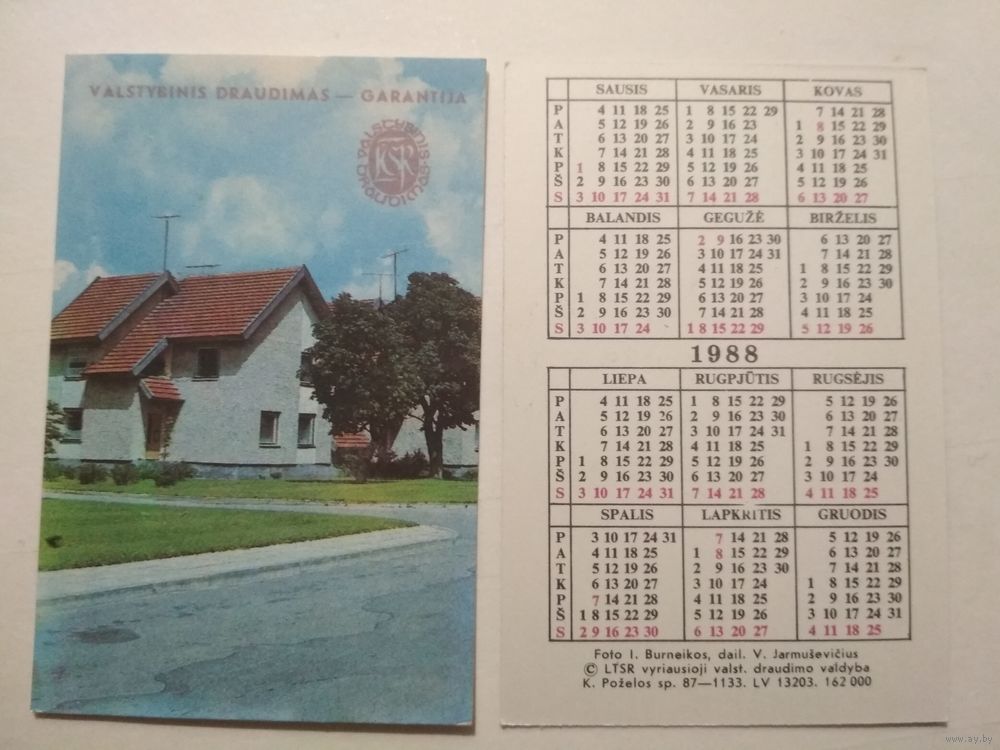 VALSTYBINIS DRAUDIMAS — GARANTIJA
VALSTYBINIS DRAUDIMAS
LTSR
SAUSIS VASARIS KOVAS
P 4 11 18 25 1 8 15 22 29 7 14 21 28
A 5 12 19 26 2 9 16 23 1 8 15 22 29
T 6 13 20 27 3 10 17 24 2 9 16 23 30
K 7 14 21 28 4 11 18 25 3 10 17 24 31
P 1 8 15 22 29 5 12 19 26 4 11 18 25
Š 2 9 16 23 30 6 13 20 27 5 12 19 26
S 3 10 17 24 31 7 14 21 28 6 13 20 27
BALANDIS GEGUŽĖ BIRŽELIS
P 4 11 18 25 2 9 16 23 30 6 13 20 27
A 5 12 19 26 3 10 17 24 31 7 14 21 28
T 6 13 20 27 4 11 18 25 1 8 15 22 29
K 7 14 21 28 5 12 19 26 2 9 16 23 30
P 1 8 15 22 29 6 13 20 27 3 10 17 24
Š 2 9 16 23 30 7 14 21 28 4 11 18 25
S 3 10 17 24 1 8 15 22 29 5 12 19 26
1988
LIEPA RUGPJŪTIS RUGSĖJIS
P 4 11 18 25 1 8 15 22 29 5 12 19 26
A 5 12 19 26 2 9 16 23 30 6 13 20 27
T 6 13 20 27 3 10 17 24 31 7 14 21 28
K 7 14 21 28 4 11 18 25 1 8 15 22 29
P 1 8 15 22 29 5 12 19 26 2 9 16 23 30
Š 2 9 16 23 30 6 13 20 27 3 10 17 24
S 3 10 17 24 31 7 14 21 28 4 11 18 25
SPALIS LAPKRITIS GRUODIS
P 3 10 17 24 31 7 14 21 28 5 12 19 26
A 4 11 18 25 1 8 15 22 29 6 13 20 27
T 5 12 19 26 2 9 16 23 30 7 14 21 28
K 6 13 20 27 3 10 17 24 1 8 15 22 29
P 7 14 21 28 4 11 18 25 2 9 16 23 30
Š 1 8 15 22 29 5 12 19 26 3 10 17 24 31
S 2 9 16 23 30 6 13 20 27 4 11 18 25
Foto I. Burneikos, dail. V. Jarmuševičius
© LTSR vyriausioji valst. draudimo valdyba
K. Poželos sp. 87—1133. LV 13203. 162 000
www.ay.by